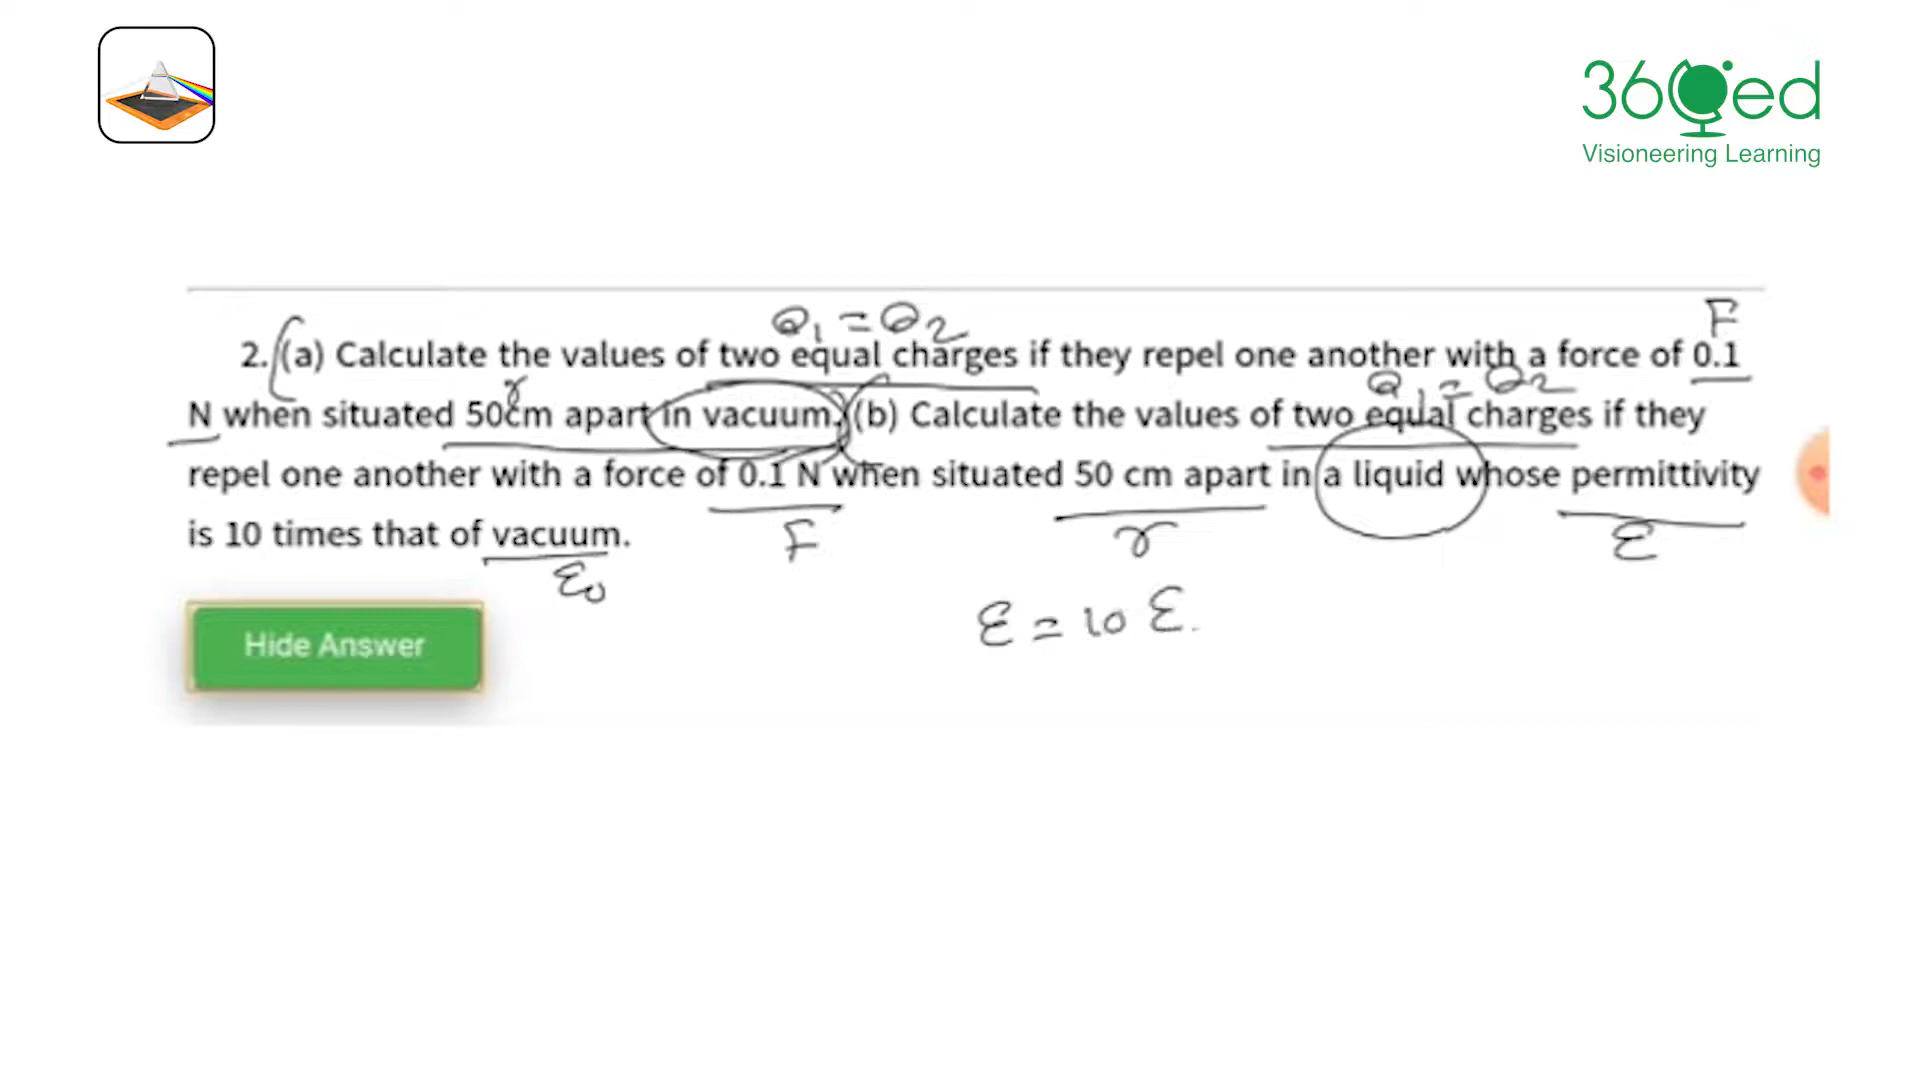 360ed
Visioneering Learning
Q1 = Q2
F
2. (a) Calculate the values of two equal charges if they repel one another with a force of 0.1
r
Q1 = Q2
N when situated 50cm apart in vacuum. (b) Calculate the values of two equal charges if they
repel one another with a force of 0.1 N when situated 50 cm apart in a liquid whose permittivity
is 10 times that of vacuum.
F
r
ε
ε0
Hide Answer
ε = 10 ε.